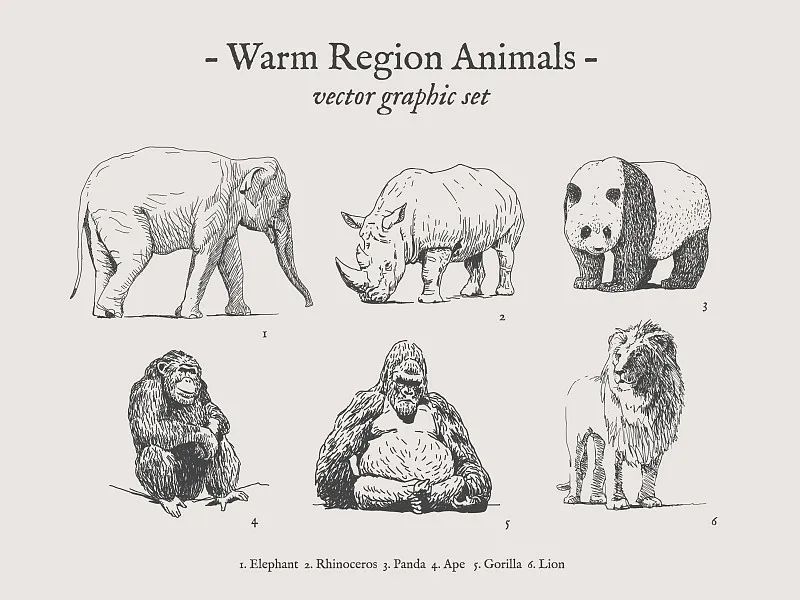 - Warm Region Animals -
vector graphic set
1
2
3
4
5
6
1. Elephant 2. Rhinoceros 3. Panda 4. Ape 5. Gorilla 6. Lion